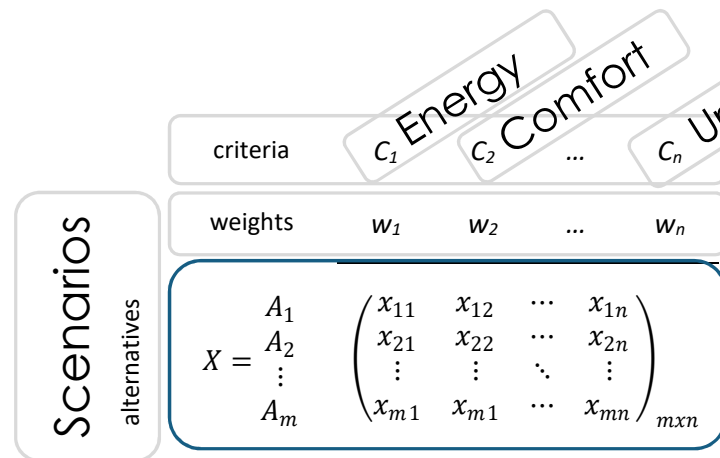 Energy
Comfort
criteria C₁ C₂ ... Cₙ
weights w₁ w₂ ... wₙ
Scenarios
alternatives
X =
A₁ x₁₁ x₁₂ ⋯ x₁ₙ
A₂ x₂₁ x₂₂ ⋯ x₂ₙ
⋮ ⋮ ⋮ ⋱ ⋮
Aₘ xₘ₁ xₘ₁ ⋯ xₘₙ
mxn